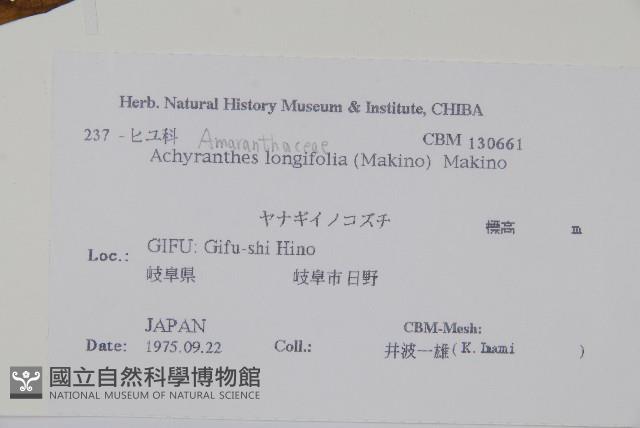 Herb. Natural History Museum & Institute, CHIBA
237 - ヒユ科 Amaranthaceae CBM 130661
Achyranthes longifolia (Makino) Makino
ヤナギイノコズチ 標高 m
Loc.: GIFU: Gifu-shi Hino
岐阜県 岐阜市日野
JAPAN CBM-Mesh:
Date: 1975.09.22 Coll.: 井波一雄 (K. Inami )
國立自然科學博物館
NATIONAL MUSEUM OF NATURAL SCIENCE